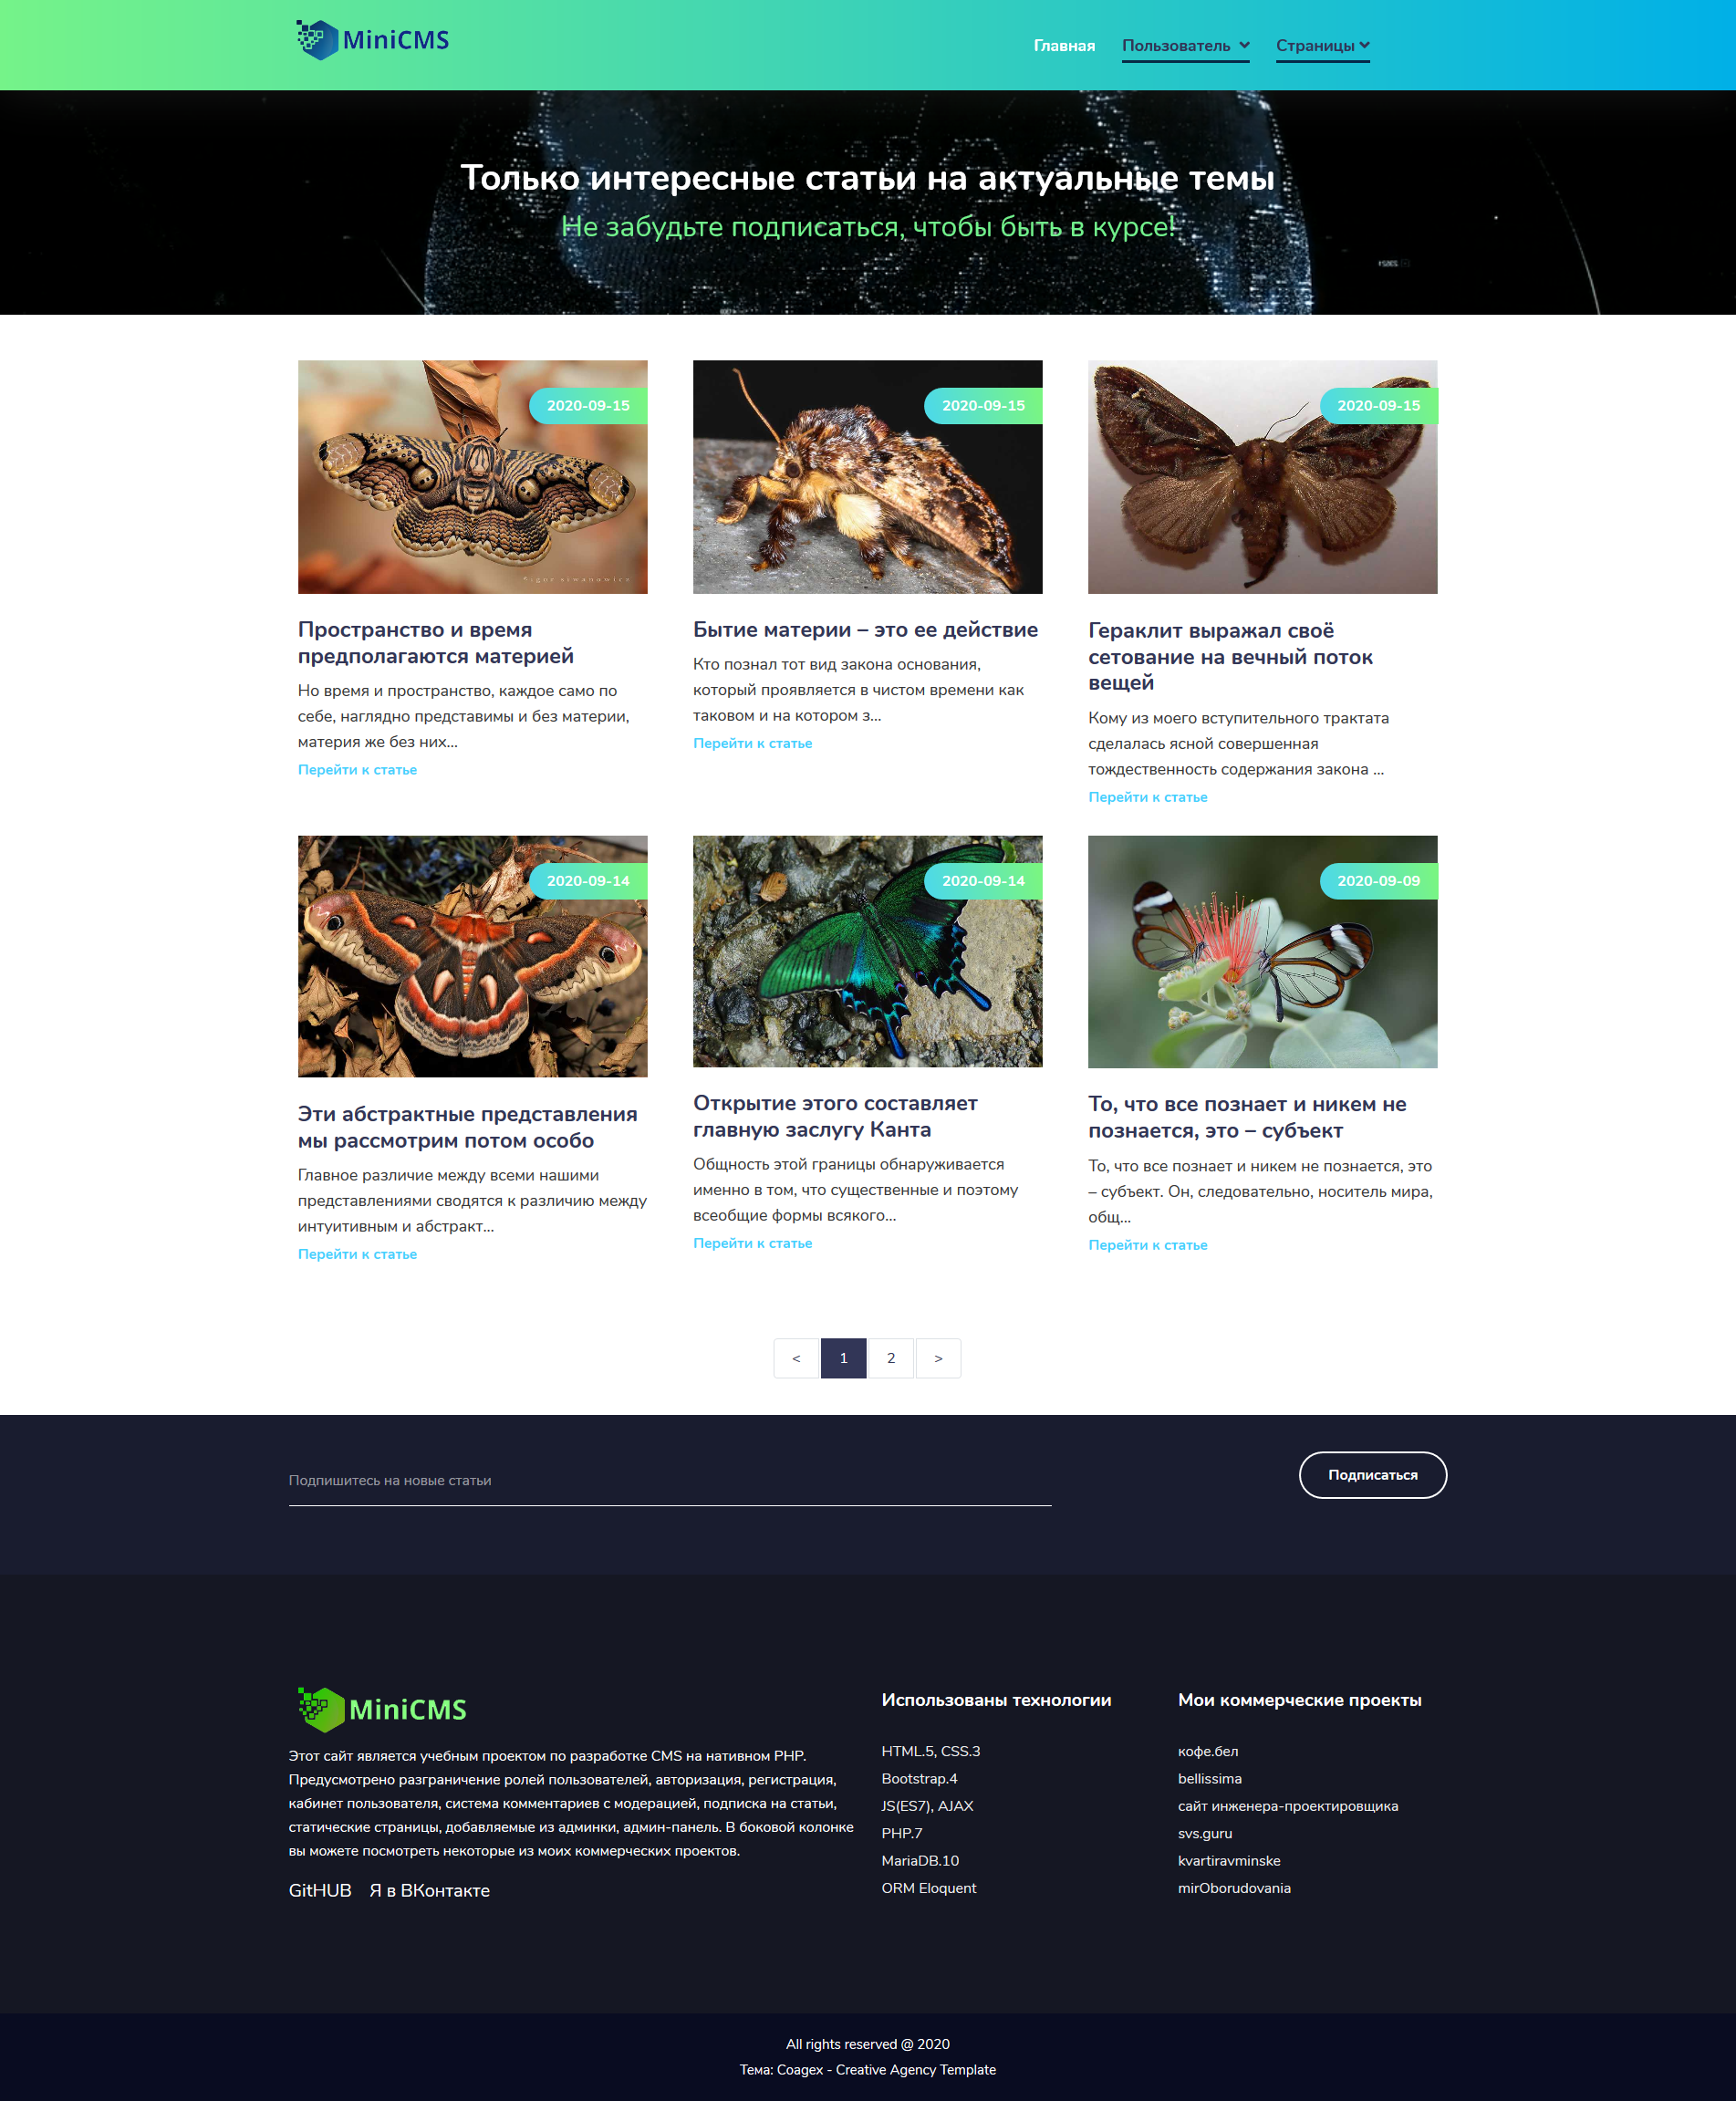 MiniCMS
Главная Пользователь Страницы
Только интересные статьи на актуальные темы
Не забудьте подписаться, чтобы быть в курсе!
2020-09-15
Пространство и время
предполагаются материей
Но время и пространство, каждое само по
себе, наглядно представимы и без материи,
материя же без них...
Перейти к статье
2020-09-15
Бытие материи – это ее действие
Кто познал тот вид закона основания,
который проявляется в чистом времени как
таковом и на котором з...
Перейти к статье
2020-09-15
Гераклит выражал своё
сетование на вечный поток
вещей
Кому из моего вступительного трактата
сделалась ясной совершенная
тождественность содержания закона ...
Перейти к статье
2020-09-14
Эти абстрактные представления
мы рассмотрим потом особо
Главное различие между всеми нашими
представлениями сводятся к различию между
интуитивным и абстракт...
Перейти к статье
2020-09-14
Открытие этого составляет
главную заслугу Канта
Общность этой границы обнаруживается
именно в том, что существенные и поэтому
всеобщие формы всякого...
Перейти к статье
2020-09-09
То, что все познает и никем не
познается, это – субъект
То, что все познает и никем не познается, это
– субъект. Он, следовательно, носитель мира,
общ...
Перейти к статье
< 1 2 >
Подпишитесь на новые статьи
Подписаться
MiniCMS
Этот сайт является учебным проектом по разработке CMS на нативном PHP.
Предусмотрено разграничение ролей пользователей, авторизация, регистрация,
кабинет пользователя, система комментариев с модерацией, подписка на статьи,
статические страницы, добавляемые из админки, админ-панель. В боковой колонке
вы можете посмотреть некоторые из моих коммерческих проектов.
GitHUB Я в ВКонтакте
Использованы технологии
HTML.5, CSS.3
Bootstrap.4
JS(ES7), AJAX
PHP.7
MariaDB.10
ORM Eloquent
Мои коммерческие проекты
кофе.бел
bellissima
сайт инженера-проектировщика
svs.guru
kvartiravminske
mirOborudovania
All rights reserved @ 2020
Тема: Coagex - Creative Agency Template